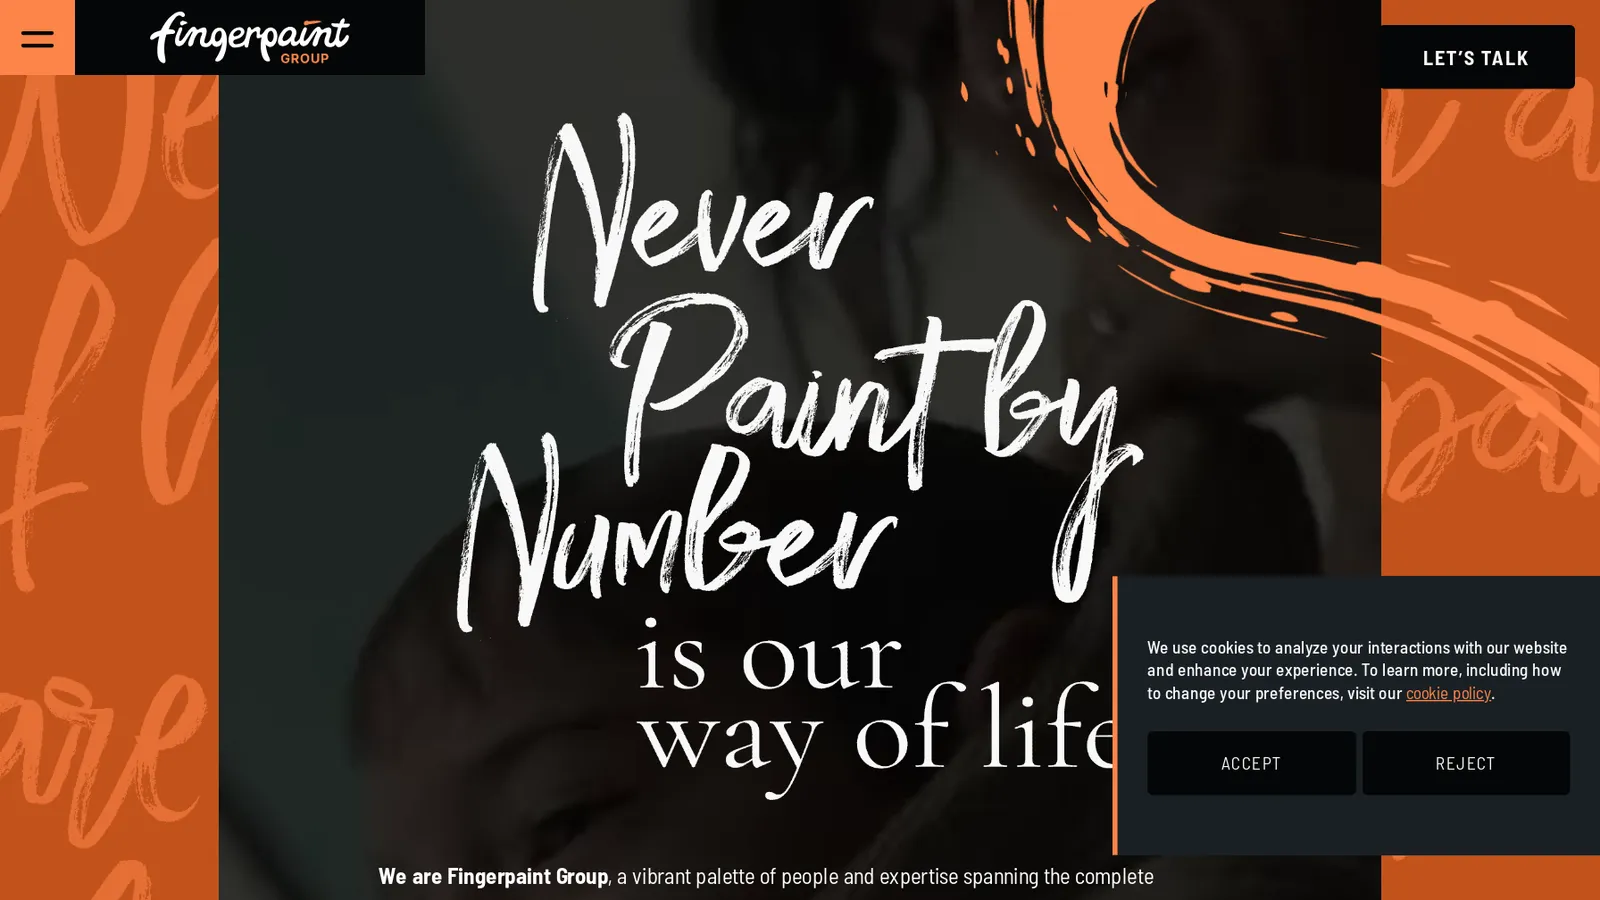 fingerpaint
GROUP
LET’S TALK
Never
Paint by
Number
is our
way of life
We use cookies to analyze your interactions with our website
and enhance your experience. To learn more, including how
to change your preferences, visit our cookie policy.
ACCEPT
REJECT
We are Fingerpaint Group, a vibrant palette of people and expertise spanning the complete
We
are